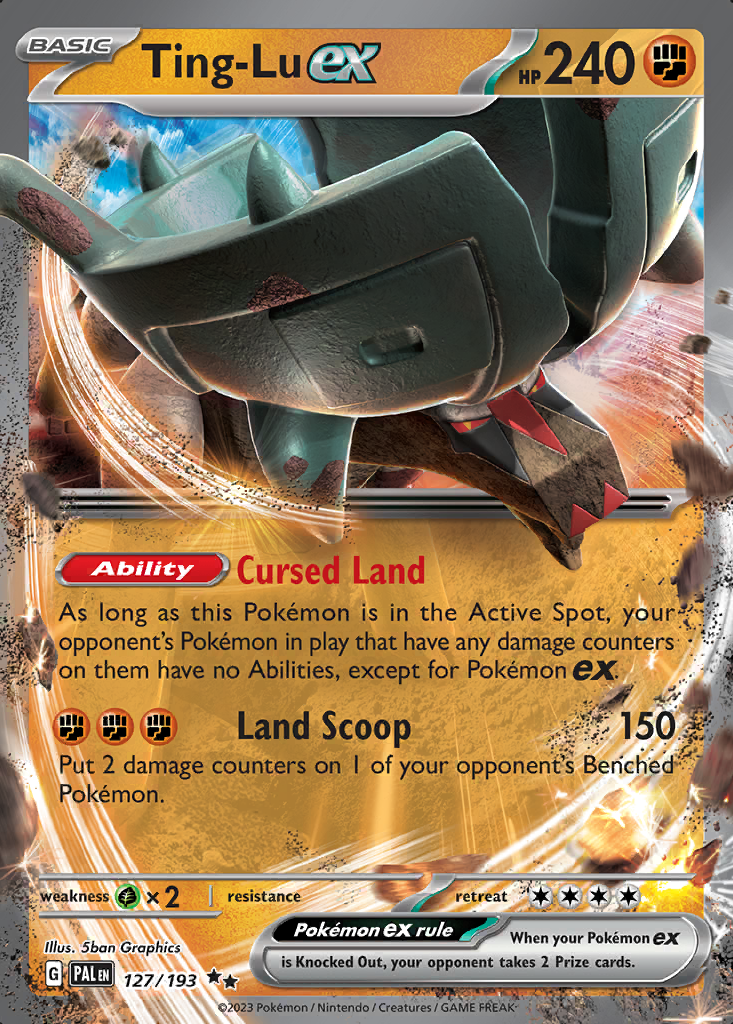 BASIC
Ting-Lu ex
HP 240
Ability Cursed Land
As long as this Pokémon is in the Active Spot, your
opponent's Pokémon in play that have any damage counters
on them have no Abilities, except for Pokémon ex.
Land Scoop 150
Put 2 damage counters on 1 of your opponent's Benched
Pokémon.
weakness ×2 resistance retreat
Pokémon ex rule
When your Pokémon ex
is Knocked Out, your opponent takes 2 Prize cards.
Illus. 5ban Graphics
G PAL EN 127/193
©2023 Pokémon / Nintendo / Creatures / GAME FREAK